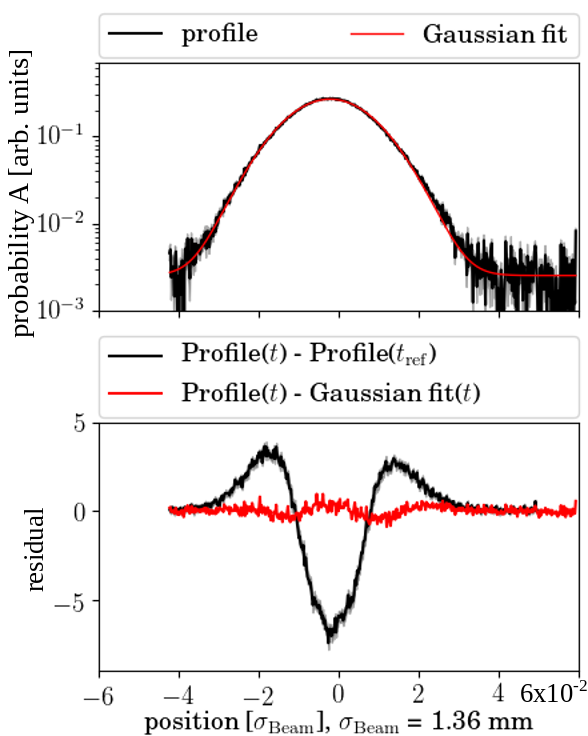 profile Gaussian fit
probability A [arb. units]
10⁻¹
10⁻²
10⁻³
Profile(t) - Profile(t_ref)
Profile(t) - Gaussian fit(t)
residual
5
0
−5
−6 −4 −2 0 2 4 6x10⁻²
position [σ_Beam], σ_Beam = 1.36 mm